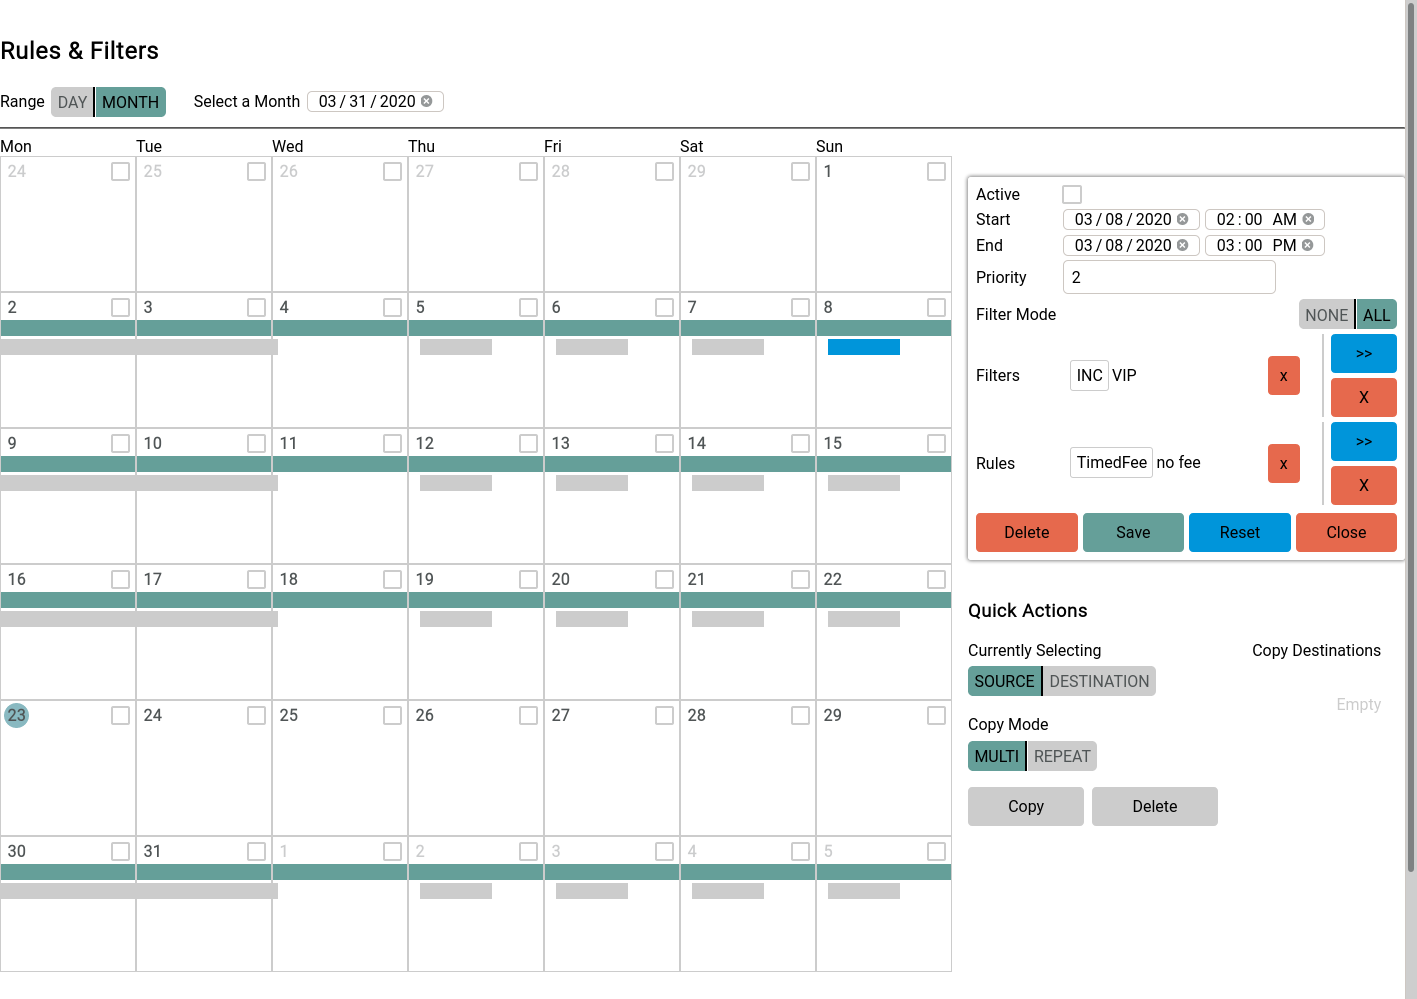 Rules & Filters
Range DAY MONTH Select a Month 03 / 31 / 2020
Mon Tue Wed Thu Fri Sat Sun
24 25 26 27 28 29 1
2 3 4 5 6 7 8
9 10 11 12 13 14 15
16 17 18 19 20 21 22
23 24 25 26 27 28 29
30 31 1 2 3 4 5
Active
Start 03 / 08 / 2020 02 : 00 AM
End 03 / 08 / 2020 03 : 00 PM
Priority 2
Filter Mode NONE ALL
>>
Filters INC VIP x
X
>>
Rules TimedFee no fee x
X
Delete Save Reset Close
Quick Actions
Currently Selecting Copy Destinations
SOURCE DESTINATION
Empty
Copy Mode
MULTI REPEAT
Copy Delete